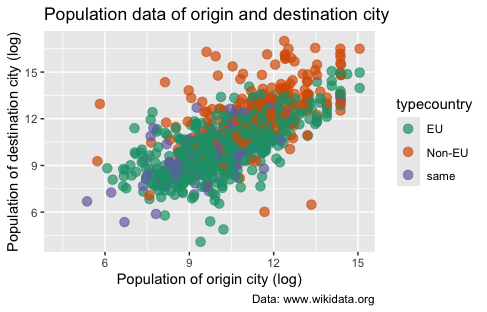 Population data of origin and destination city
Population of destination city (log)
15
12
9
6
6
9
12
15
Population of origin city (log)
typecountry
EU
Non-EU
same
Data: www.wikidata.org